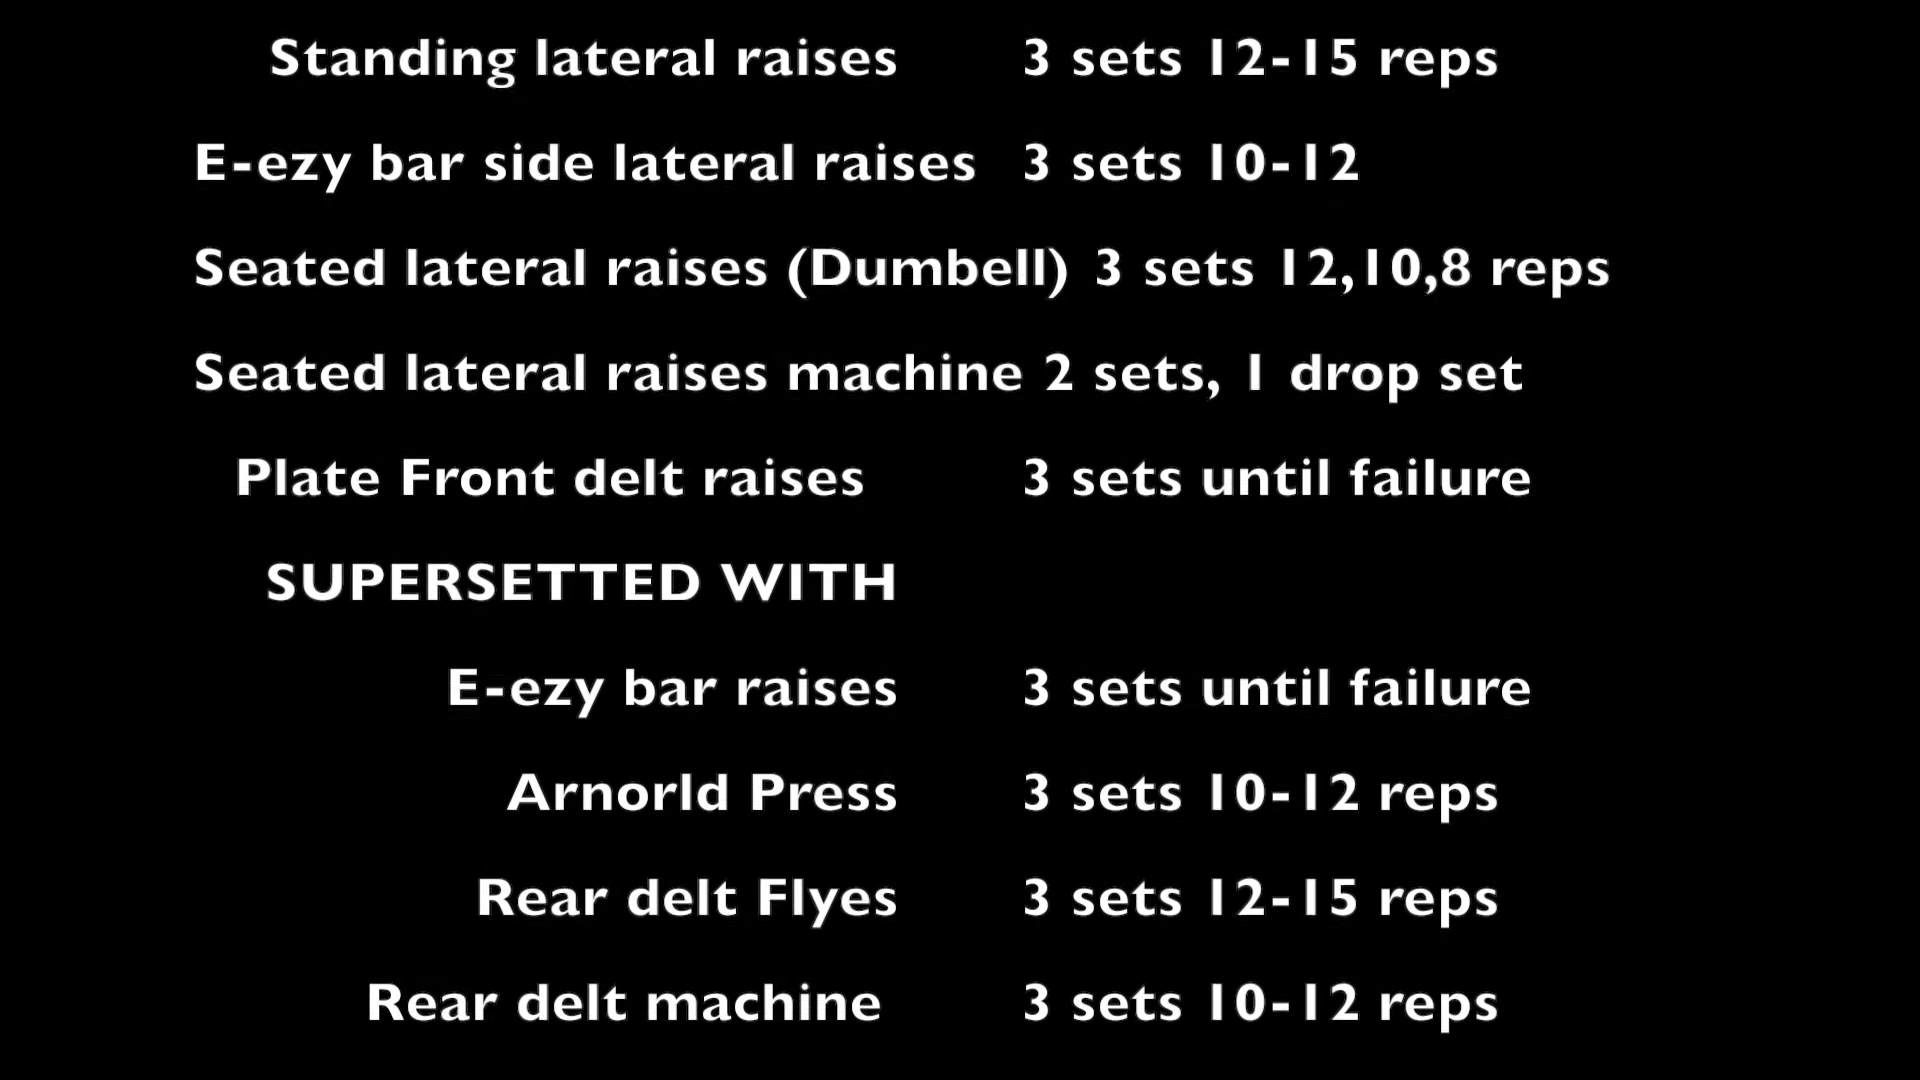 Standing lateral raises 3 sets 12-15 reps
E-ezy bar side lateral raises 3 sets 10-12
Seated lateral raises (Dumbell) 3 sets 12,10,8 reps
Seated lateral raises machine 2 sets, 1 drop set
Plate Front delt raises 3 sets until failure
SUPERSETTED WITH
E-ezy bar raises 3 sets until failure
Arnorld Press 3 sets 10-12 reps
Rear delt Flyes 3 sets 12-15 reps
Rear delt machine 3 sets 10-12 reps